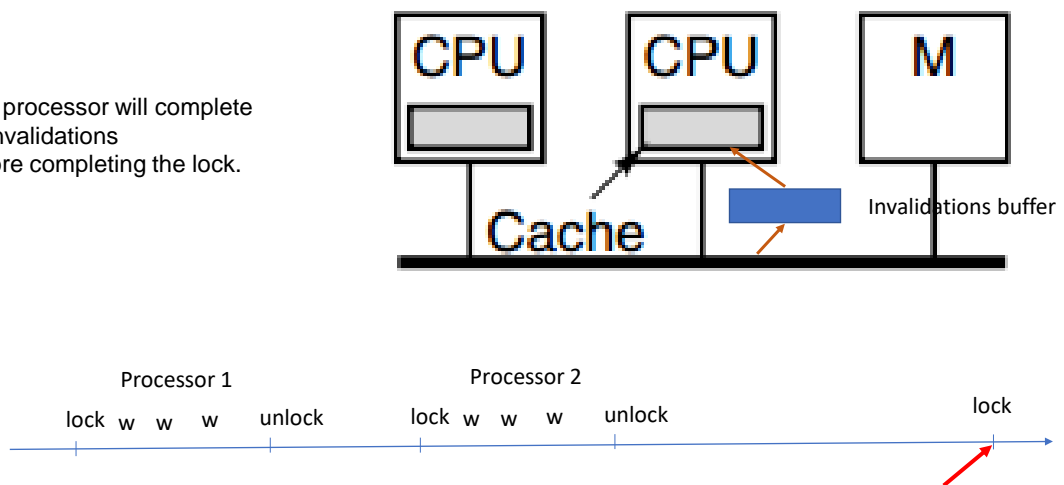 CPU CPU M
processor will complete
nvalidations
ore completing the lock.
Invalidations buffer
Cache
Processor 1 Processor 2
lock w w w unlock lock w w w unlock lock